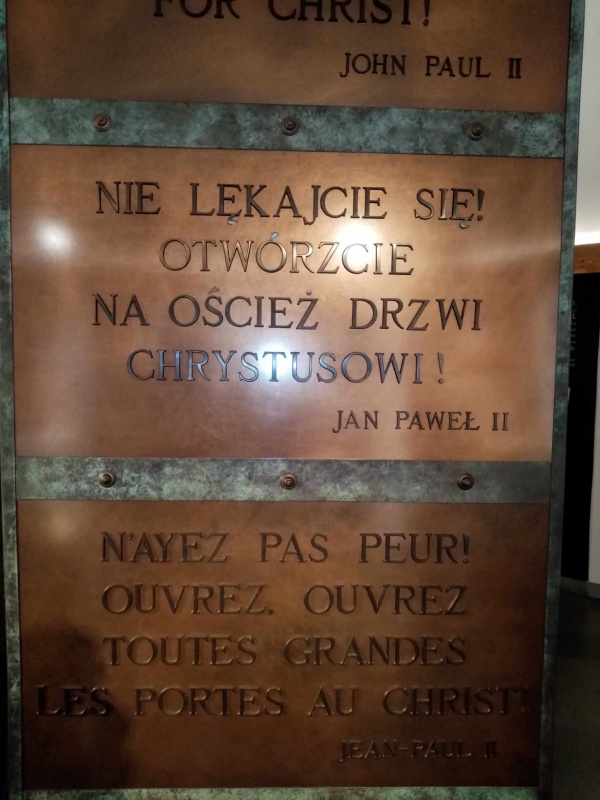 FOR CHRIST!
JOHN PAUL II
NIE LĘKAJCIE SIĘ!
OTWÓRZCIE
NA OŚCIEŻ DRZWI
CHRYSTUSOWI!
JAN PAWEŁ II
N'AYEZ PAS PEUR!
OUVREZ, OUVREZ
TOUTES GRANDES
LES PORTES AU CHRIST!
JEAN-PAUL II